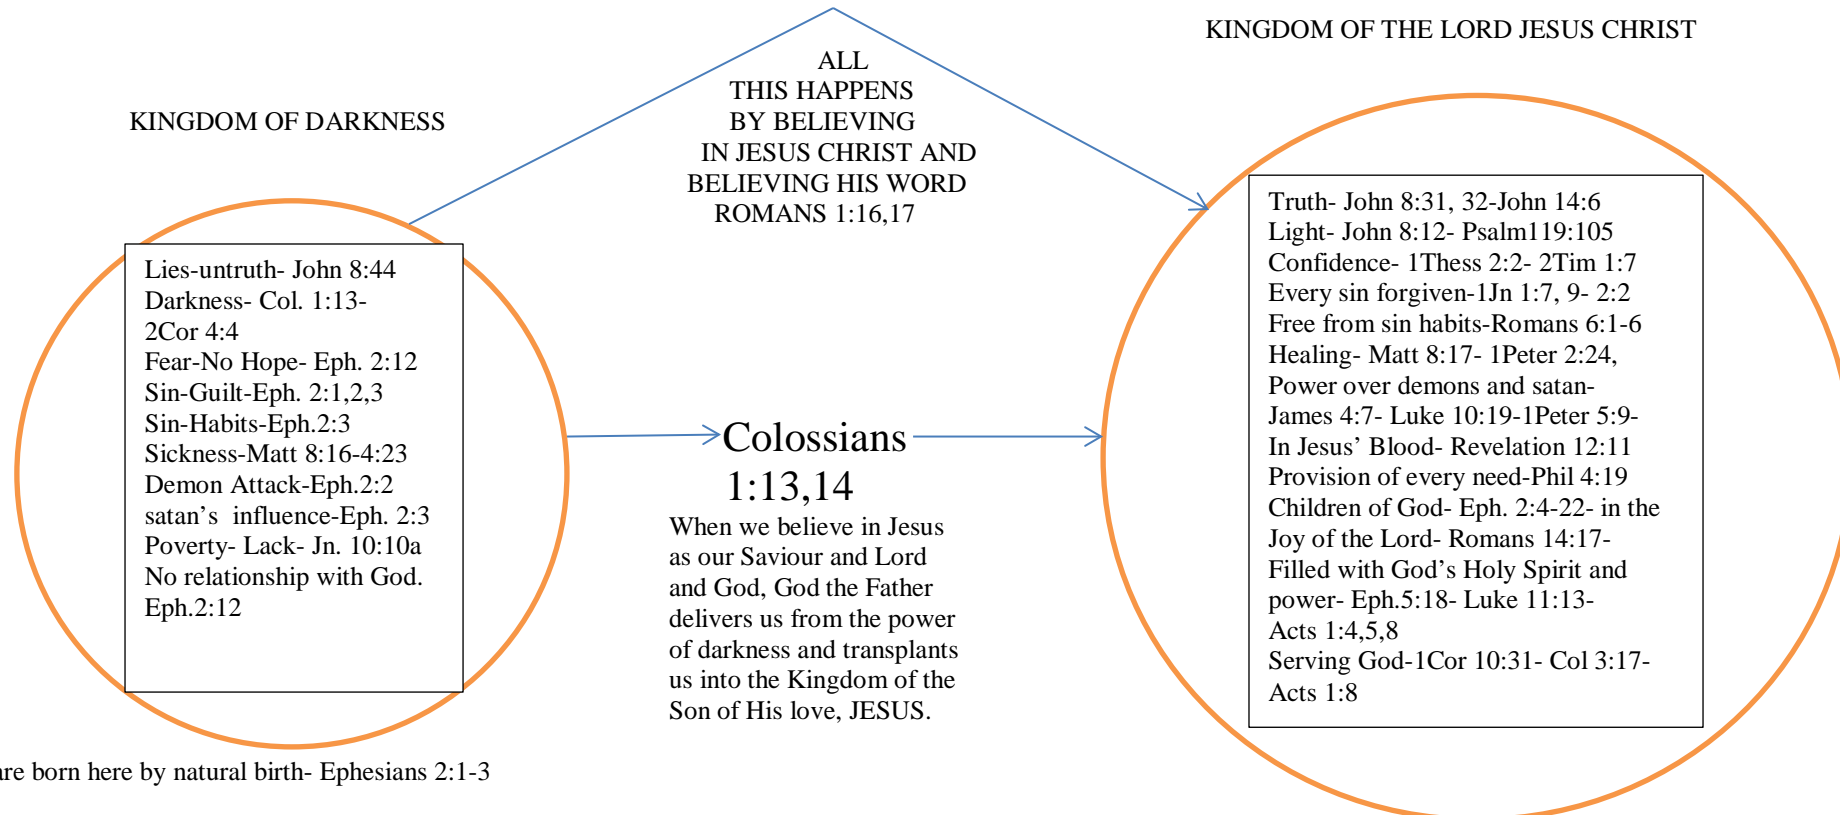 KINGDOM OF DARKNESS
Lies-untruth- John 8:44
Darkness- Col. 1:13-
2Cor 4:4
Fear-No Hope- Eph. 2:12
Sin-Guilt-Eph. 2:1,2,3
Sin-Habits-Eph.2:3
Sickness-Matt 8:16-4:23
Demon Attack-Eph.2:2
satan’s  influence-Eph. 2:3
Poverty- Lack- Jn. 10:10a
No relationship with God.
Eph.2:12
are born here by natural birth- Ephesians 2:1-3
ALL
THIS HAPPENS
BY BELIEVING
IN JESUS CHRIST AND
BELIEVING HIS WORD
ROMANS 1:16,17
Colossians
1:13,14
When we believe in Jesus
as our Saviour and Lord
and God, God the Father
delivers us from the power
of darkness and transplants
us into the Kingdom of the
Son of His love, JESUS.
KINGDOM OF THE LORD JESUS CHRIST
Truth- John 8:31, 32-John 14:6
Light- John 8:12- Psalm119:105
Confidence- 1Thess 2:2- 2Tim 1:7
Every sin forgiven-1Jn 1:7, 9- 2:2
Free from sin habits-Romans 6:1-6
Healing- Matt 8:17- 1Peter 2:24,
Power over demons and satan-
James 4:7- Luke 10:19-1Peter 5:9-
In Jesus’ Blood- Revelation 12:11
Provision of every need-Phil 4:19
Children of God- Eph. 2:4-22- in the
Joy of the Lord- Romans 14:17-
Filled with God’s Holy Spirit and
power- Eph.5:18- Luke 11:13-
Acts 1:4,5,8
Serving God-1Cor 10:31- Col 3:17-
Acts 1:8